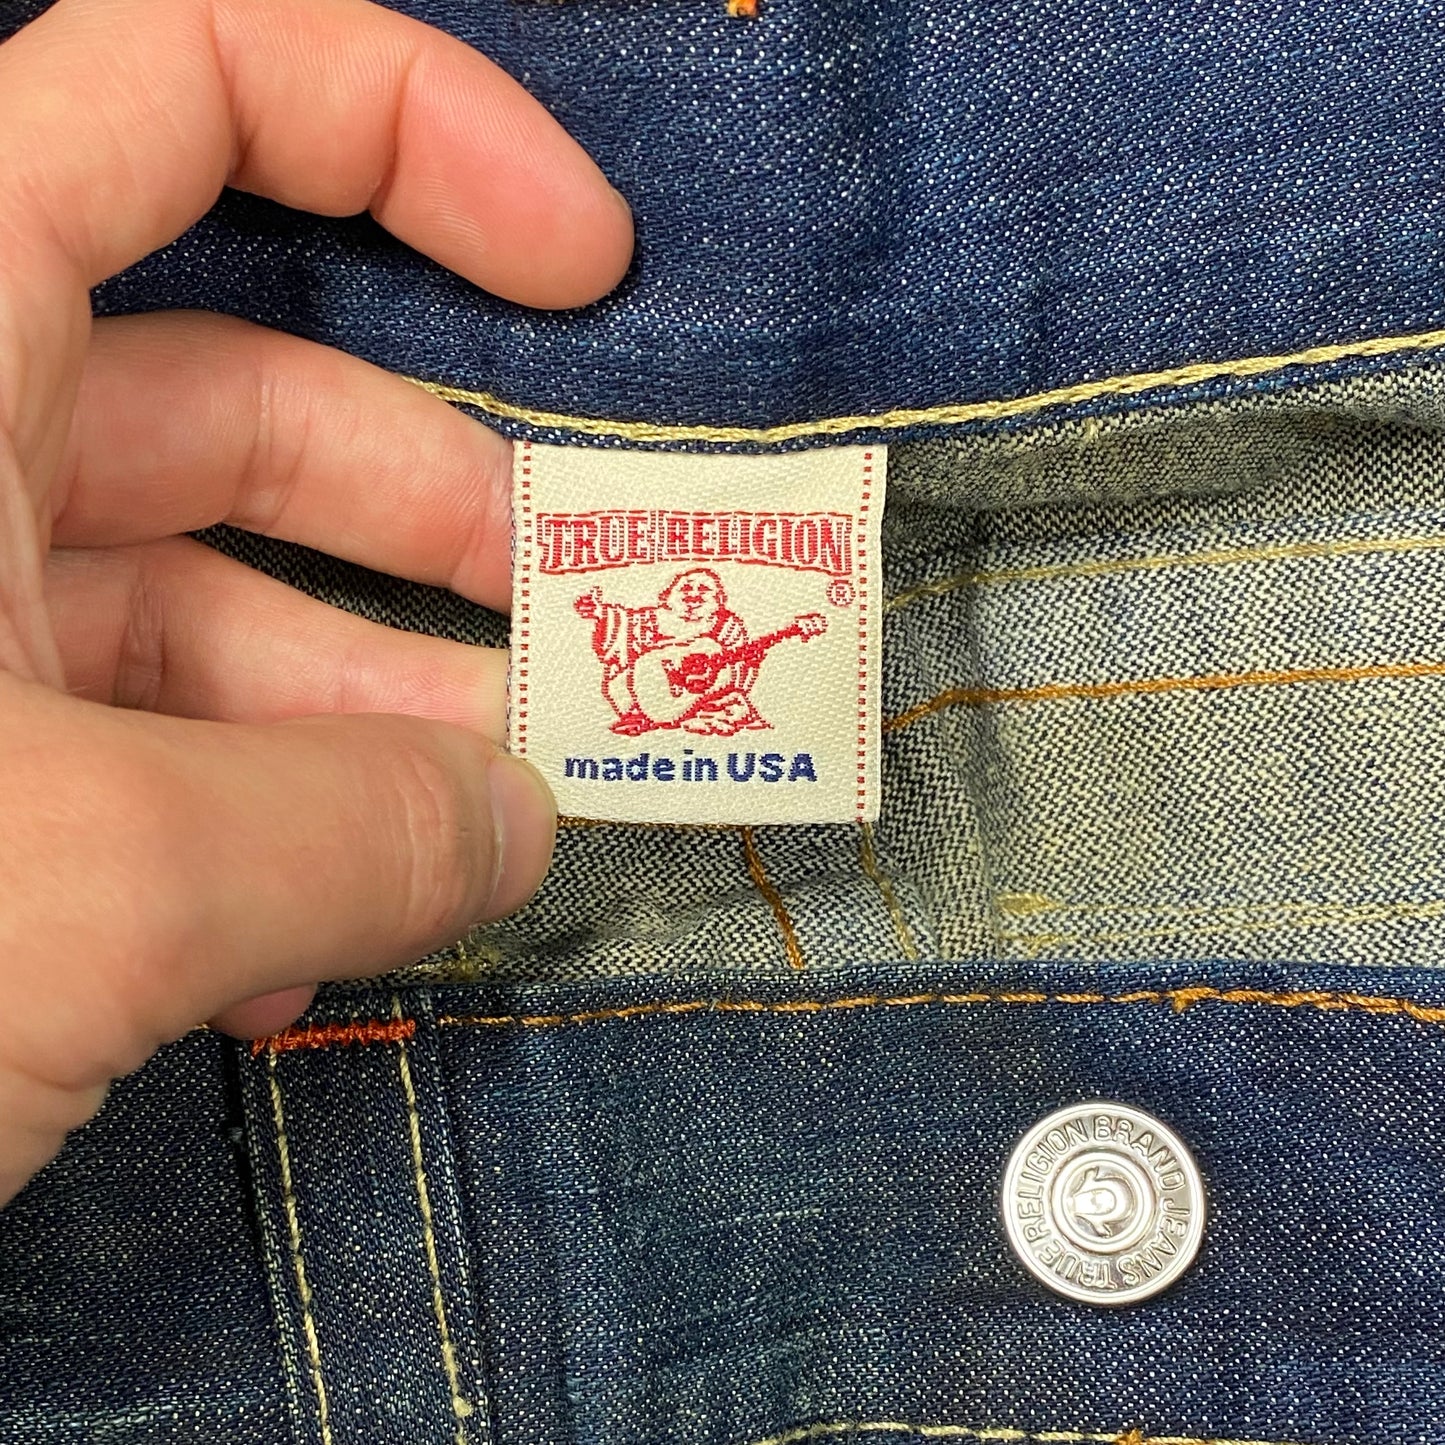 TRUE RELIGION
®
made in USA
TRUE RELIGION BRAND JEANS